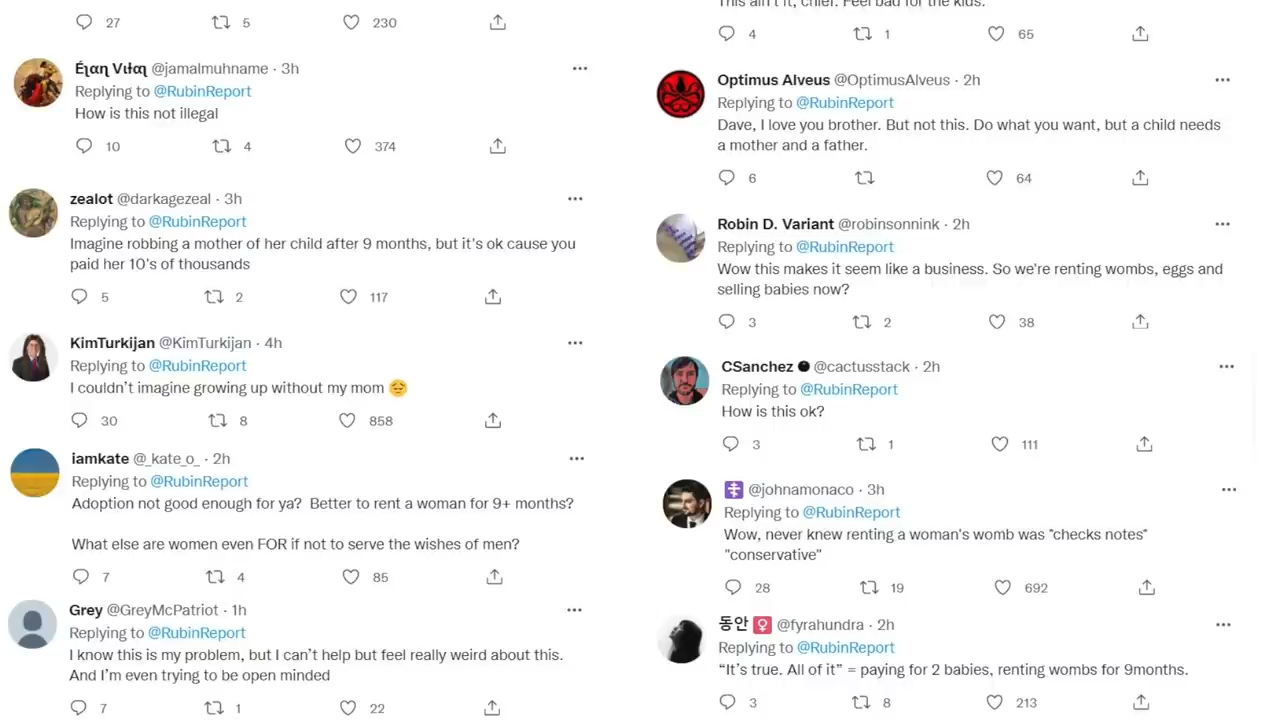 27 5 230
Éʅαη Vιłαʅ @jamalmuhname · 3h
Replying to @RubinReport
How is this not illegal
10 4 374
zealot @darkagezeal · 3h
Replying to @RubinReport
Imagine robbing a mother of her child after 9 months, but it's ok cause you
paid her 10's of thousands
5 2 117
KimTurkijan @KimTurkijan · 4h
Replying to @RubinReport
I couldn't imagine growing up without my mom 😔
30 8 858
iamkate @_kate_o_ · 2h
Replying to @RubinReport
Adoption not good enough for ya? Better to rent a woman for 9+ months?
What else are women even FOR if not to serve the wishes of men?
7 4 85
Grey @GreyMcPatriot · 1h
Replying to @RubinReport
I know this is my problem, but I can't help but feel really weird about this.
And I'm even trying to be open minded
7 1 22
This ain't it, chief. Feel bad for the kids.
4 1 65
Optimus Alveus @OptimusAlveus · 2h
Replying to @RubinReport
Dave, I love you brother. But not this. Do what you want, but a child needs
a mother and a father.
6 64
Robin D. Variant @robinsonnink · 2h
Replying to @RubinReport
Wow this makes it seem like a business. So we're renting wombs, eggs and
selling babies now?
3 2 38
CSanchez @cactusstack · 2h
Replying to @RubinReport
How is this ok?
3 1 111
☦️ @johnamonaco · 3h
Replying to @RubinReport
Wow, never knew renting a woman's womb was *checks notes*
"conservative"
28 19 692
동안 @fyrahundra · 2h
Replying to @RubinReport
“It's true. All of it” = paying for 2 babies, renting wombs for 9months.
3 8 213